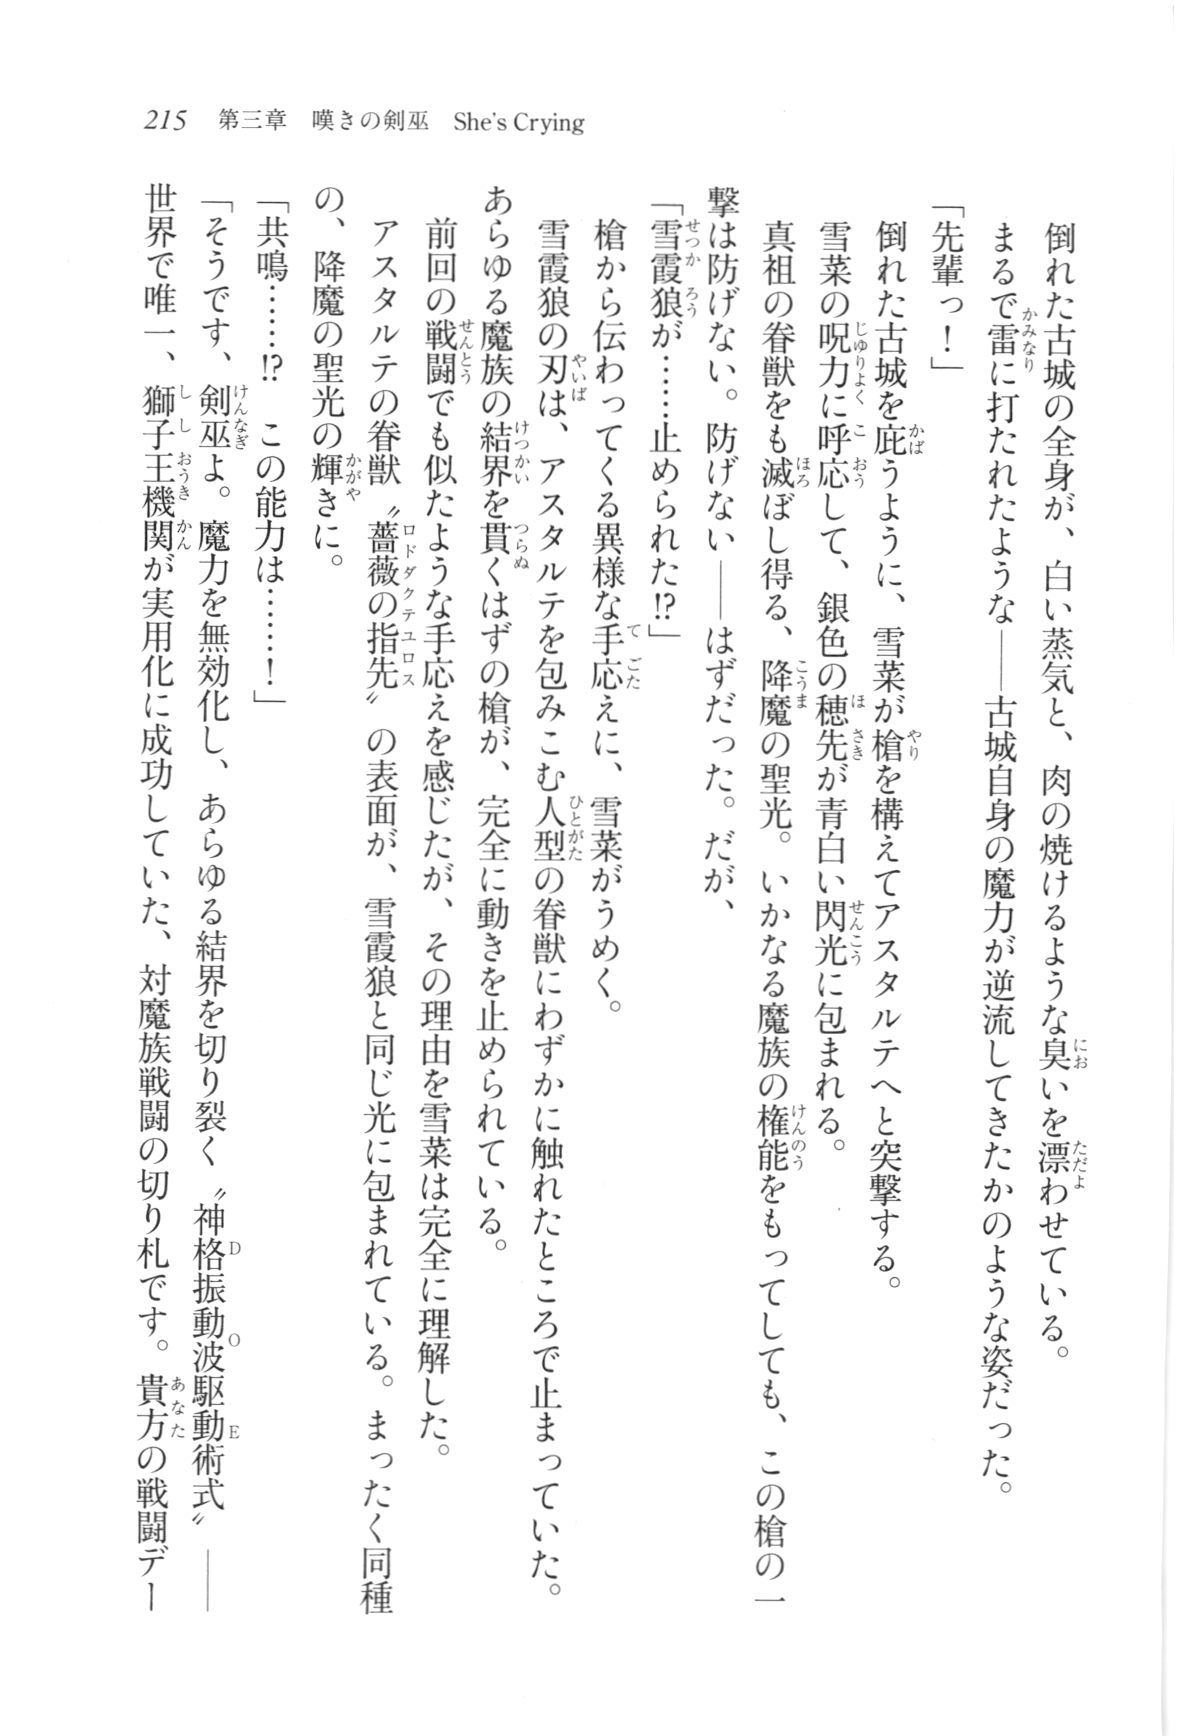 215　第三章　嘆きの剣巫　She's Crying
倒れた古城の全身が、白い蒸気と、肉の焼けるような臭いを漂わせている。
まるで雷に打たれたような――古城自身の魔力が逆流してきたかのような姿だった。
「先輩っ！」
倒れた古城を庇うように、雪菜が槍を構えてアスタルテへと突撃する。
雪菜の呪力に呼応して、銀色の穂先が青白い閃光に包まれる。
真祖の眷獣をも滅ぼし得る、降魔の聖光。いかなる魔族の権能をもってしても、この槍の一
撃は防げない。防げない――はずだった。だが、
「雪霞狼が……止められた!?」
槍から伝わってくる異様な手応えに、雪菜がうめく。
雪霞狼の刃は、アスタルテを包みこむ人型の眷獣にわずかに触れたところで止まっていた。
あらゆる魔族の結界を貫くはずの槍が、完全に動きを止められている。
前回の戦闘でも似たような手応えを感じたが、その理由を雪菜は完全に理解した。
アスタルテの眷獣〝薔薇の指先〟の表面が、雪霞狼と同じ光に包まれている。まったく同種
の、降魔の聖光の輝きに。
「共鳴……!?　この能力は……！」
「そうです、剣巫よ。魔力を無効化し、あらゆる結界を切り裂く〝神格振動波駆動術式〟――
世界で唯一、獅子王機関が実用化に成功していた、対魔族戦闘の切り札です。貴方の戦闘デー